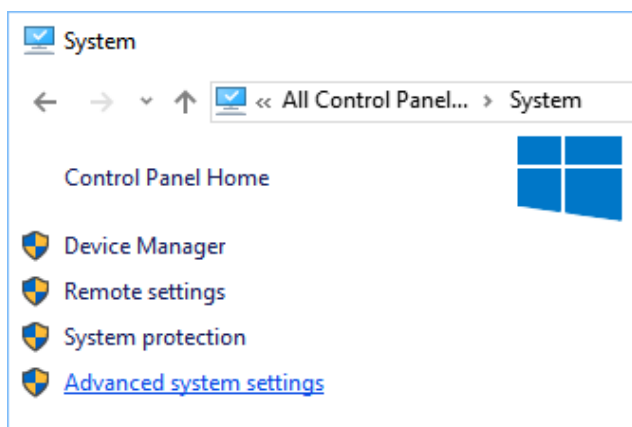 System
« All Control Panel... > System
Control Panel Home
Device Manager
Remote settings
System protection
Advanced system settings